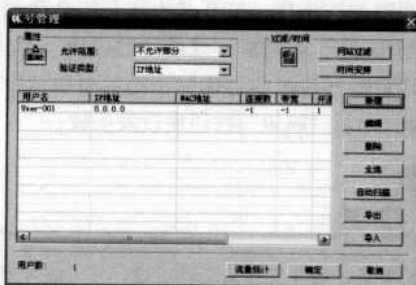 帐号管理
属性
允许范围: 不允许部分
验证类型: IP地址
过滤/时间
网站过滤
时间安排
用户名 IP地址 MAC地址 连接数 带宽
User-001 0.0.0.0 -1 -1 1
新建
编辑
删除
全选
自动扫描
导出
导入
用户数: 1
流量统计 确定 取消